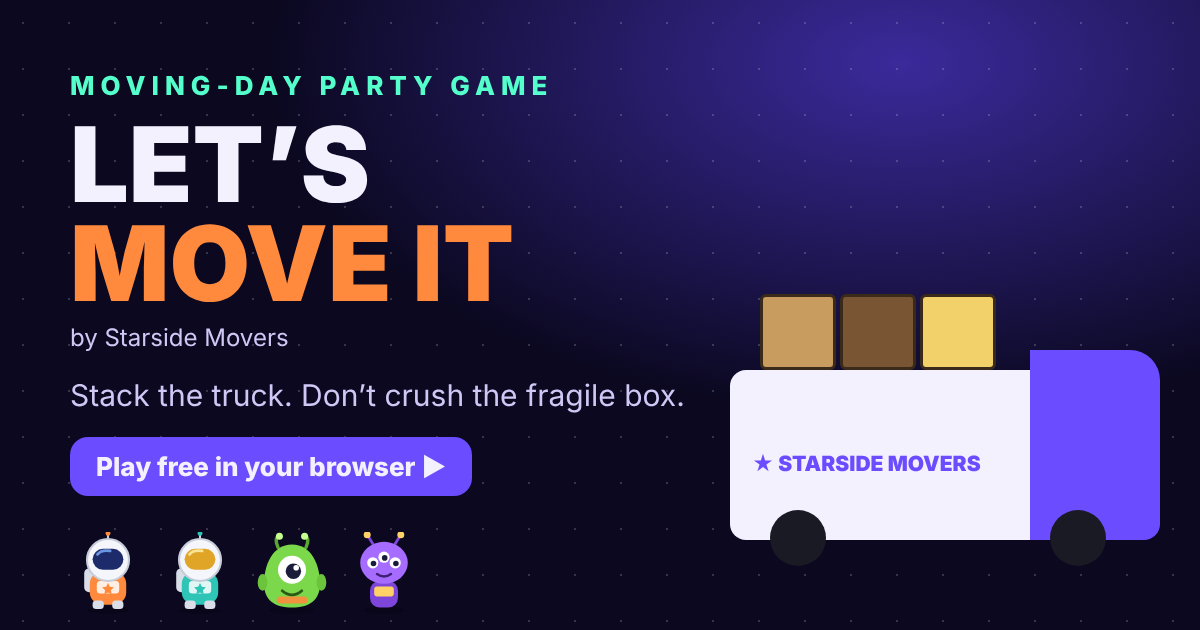 MOVING-DAY PARTY GAME
LET’S
MOVE IT
by Starside Movers
Stack the truck. Don’t crush the fragile box.
Play free in your browser ▶
★ STARSIDE MOVERS